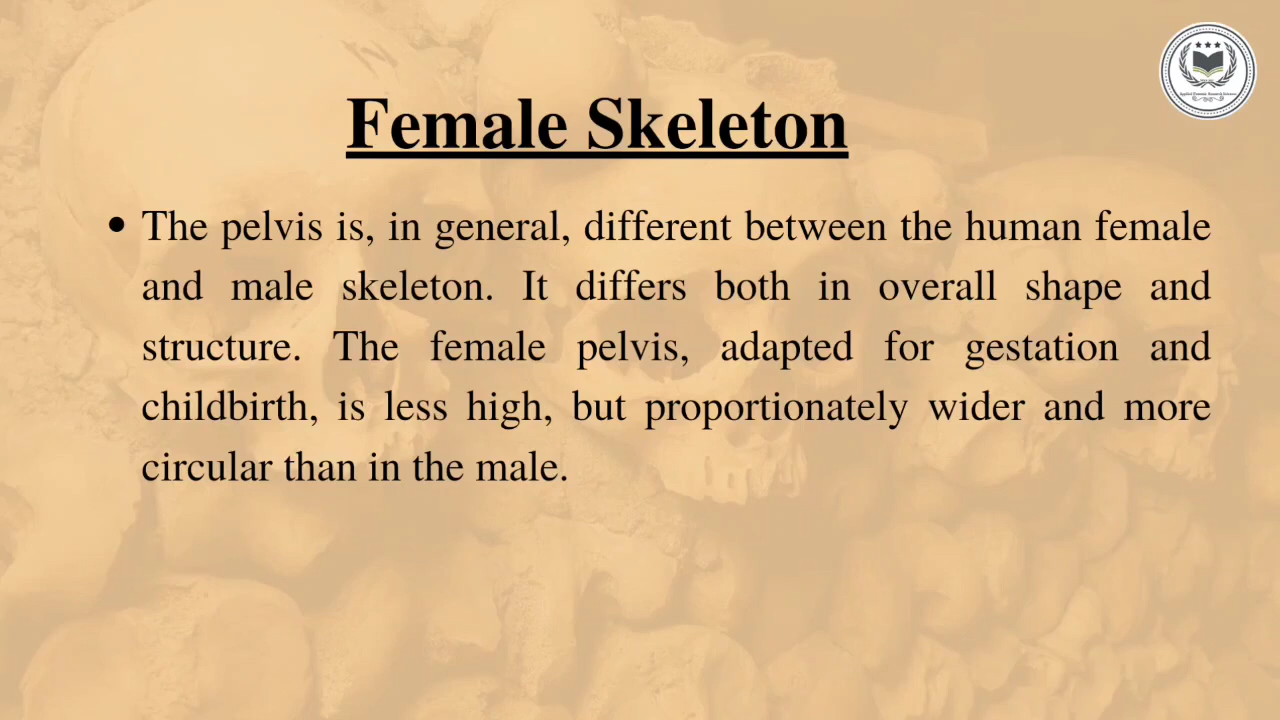 Female Skeleton
• The pelvis is, in general, different between the human female
and male skeleton. It differs both in overall shape and
structure. The female pelvis, adapted for gestation and
childbirth, is less high, but proportionately wider and more
circular than in the male.